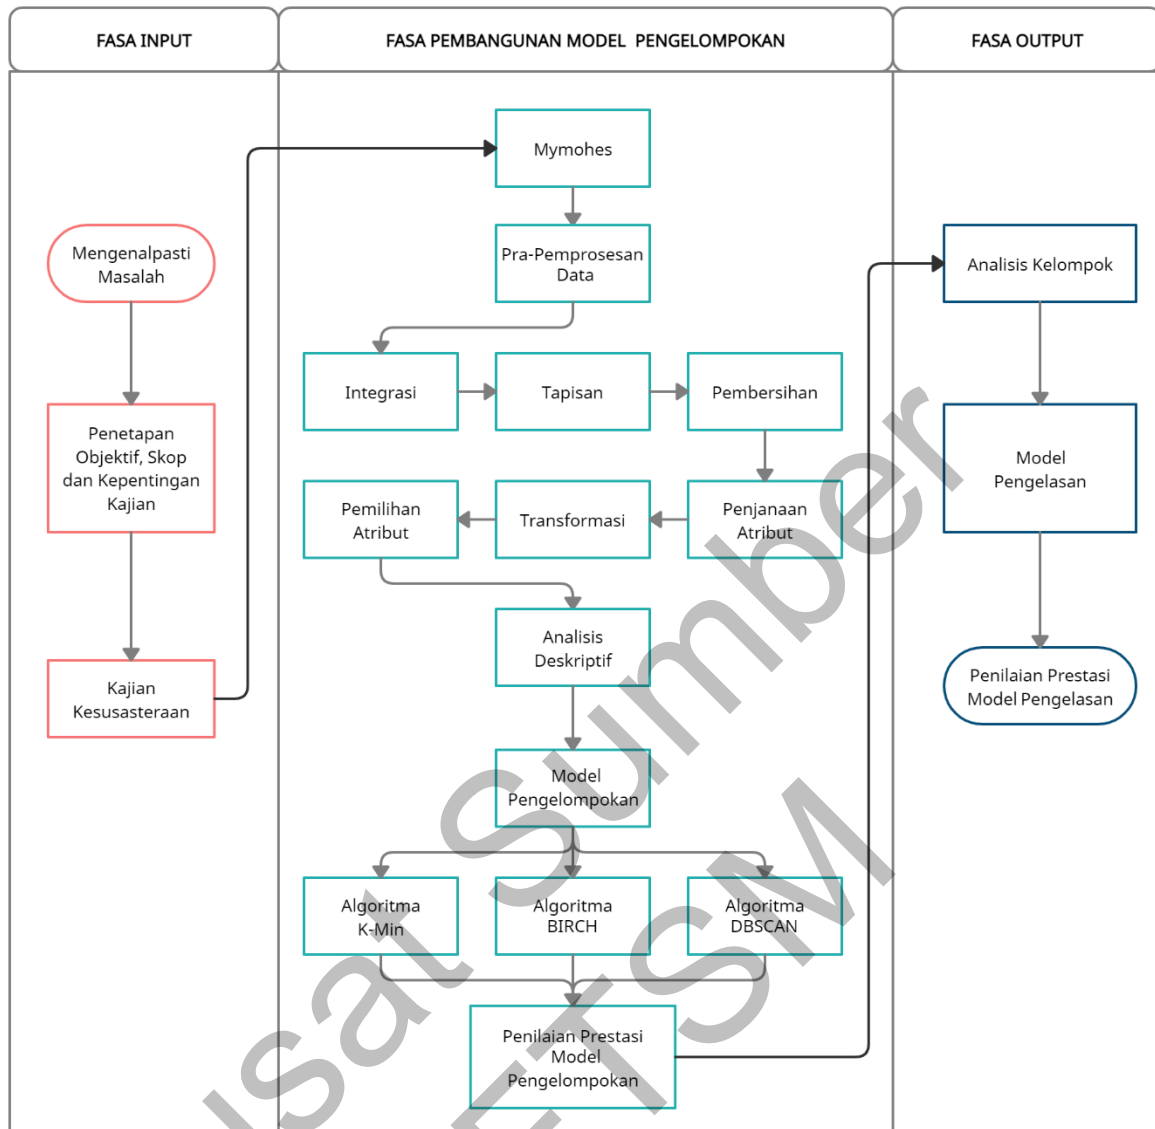 FASA INPUT
FASA PEMBANGUNAN MODEL PENGELOMPOKAN
FASA OUTPUT
Mengenalpasti
Masalah
Penetapan
Objektif, Skop
dan Kepentingan
Kajian
Kajian
Kesusasteraan
Mymohes
Pra-Pemprosesan
Data
Integrasi
Tapisan
Pembersihan
Penjanaan
Atribut
Transformasi
Pemilihan
Atribut
Analisis
Deskriptif
Model
Pengelompokan
Algoritma
K-Min
Algoritma
BIRCH
Algoritma
DBSCAN
Penilaian Prestasi
Model
Pengelompokan
Analisis Kelompok
Model
Pengelasan
Penilaian Prestasi
Model Pengelasan
Sumber
FTSM